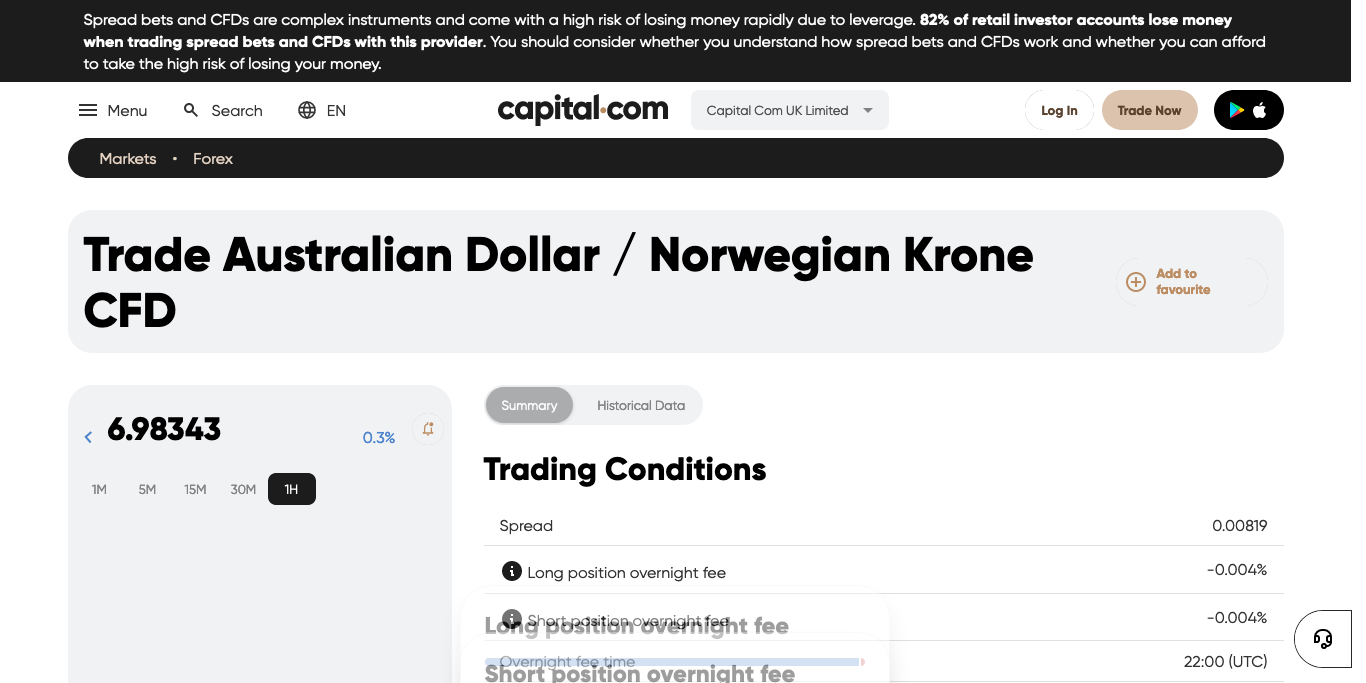 Spread bets and CFDs are complex instruments and come with a high risk of losing money rapidly due to leverage. 82% of retail investor accounts lose money
when trading spread bets and CFDs with this provider. You should consider whether you understand how spread bets and CFDs work and whether you can afford
to take the high risk of losing your money.
Menu Search EN capital.com Capital Com UK Limited Log In Trade Now
Markets • Forex
Trade Australian Dollar / Norwegian Krone
CFD
Add to
favourite
6.98343 0.3%
1M 5M 15M 30M 1H
Summary Historical Data
Trading Conditions
Spread 0.00819
Long position overnight fee -0.004%
Short position overnight fee -0.004%
Long position overnight fee
Overnight fee time 22:00 (UTC)
Short position overnight fee